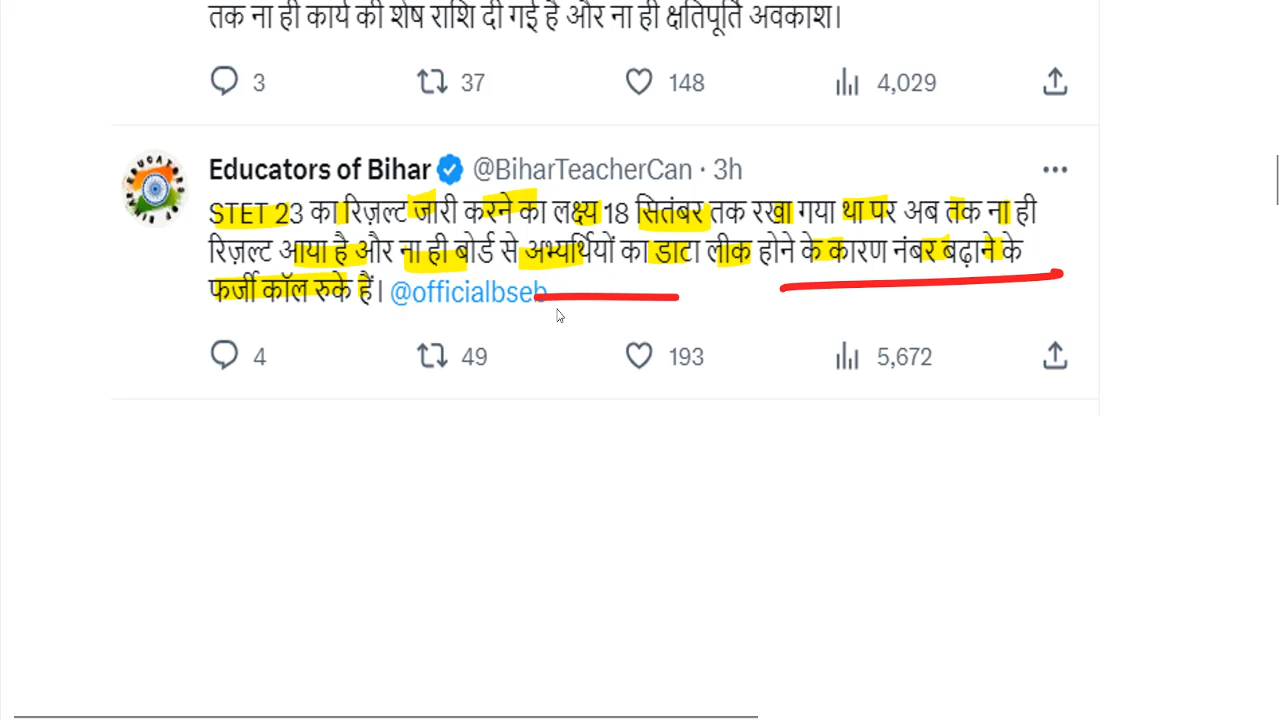 तक ना ही कार्य की शेष राशि दी गई है और ना ही क्षतिपूर्ति अवकाश।
3 37 148 4,029
Educators of Bihar @BiharTeacherCan · 3h
STET 23 का रिज़ल्ट जारी करने का लक्ष्य 18 सितंबर तक रखा गया था पर अब तक ना ही
रिज़ल्ट आया है और ना ही बोर्ड से अभ्यर्थियों का डाटा लीक होने के कारण नंबर बढ़ाने के
फर्जी कॉल रुके हैं। @officialbseb
4 49 193 5,672